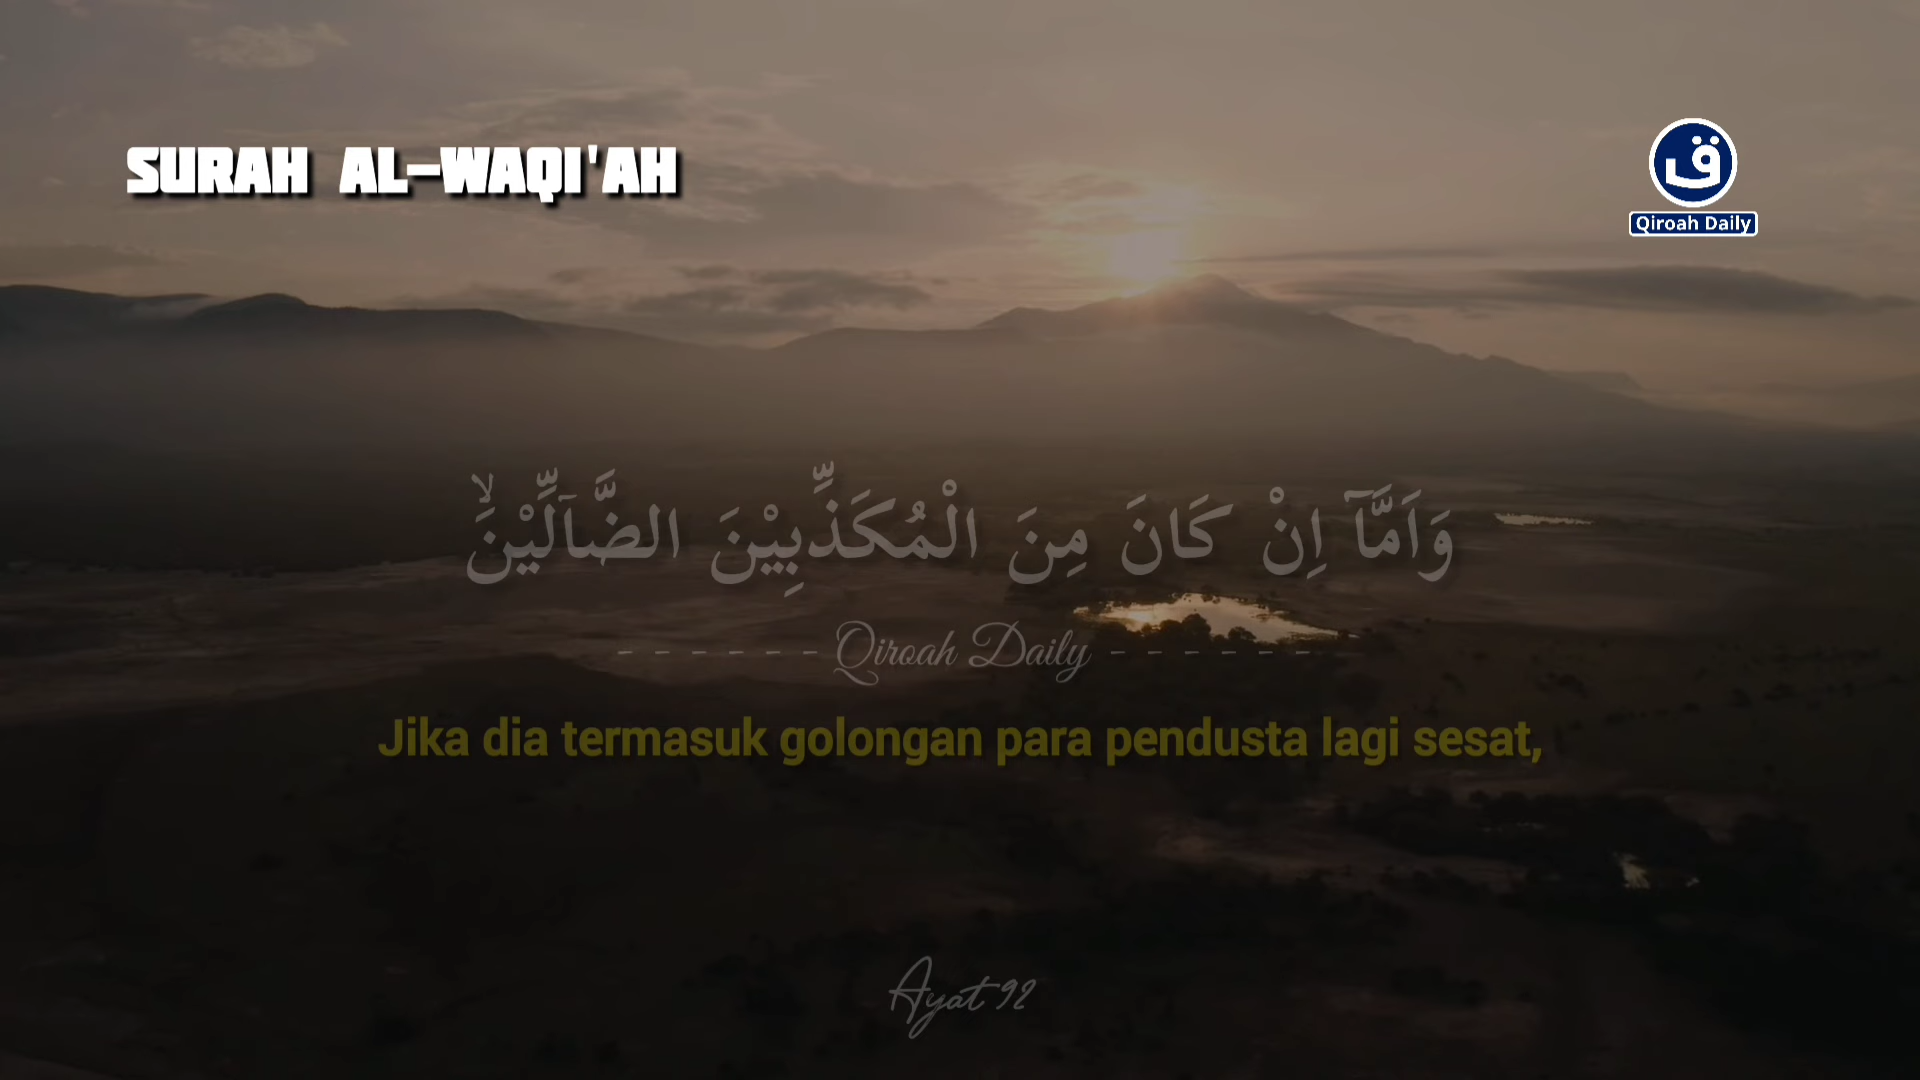 SURAH AL-WAQI'AH
ق
Qiroah Daily
وَاَمَّآ اِنْ كَانَ مِنَ الْمُكَذِّبِيْنَ الضَّاۤلِّيْنَۙ
------ Qiroah Daily ------
Jika dia termasuk golongan para pendusta lagi sesat,
Ayat 92